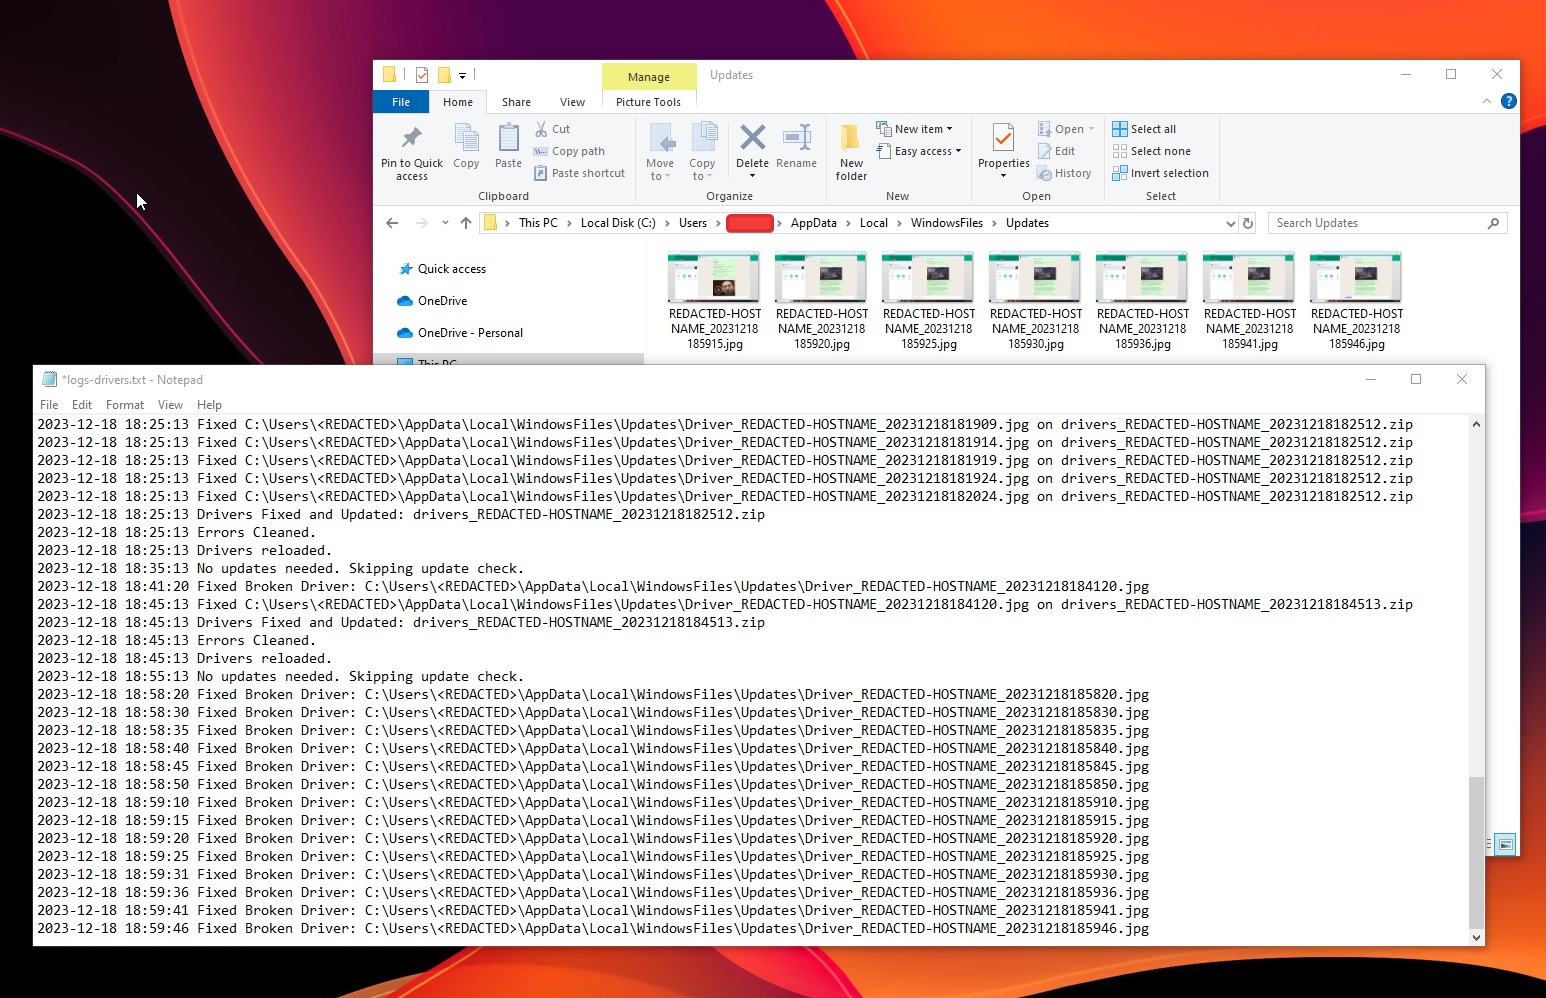 Manage
Updates
File
Home
Share
View
Picture Tools
Pin to Quick access
Copy
Paste
Cut
Copy path
Paste shortcut
Clipboard
Move to
Copy to
Delete
Rename
Organize
New folder
New item
Easy access
New
Properties
Open
Edit
History
Open
Select all
Select none
Invert selection
Select
This PC
Local Disk (C:)
Users
AppData
Local
WindowsFiles
Updates
Search Updates
Quick access
OneDrive
OneDrive - Personal
This PC
REDACTED-HOST
NAME_20231218
185915.jpg
REDACTED-HOST
NAME_20231218
185920.jpg
REDACTED-HOST
NAME_20231218
185925.jpg
REDACTED-HOST
NAME_20231218
185930.jpg
REDACTED-HOST
NAME_20231218
185936.jpg
REDACTED-HOST
NAME_20231218
185941.jpg
REDACTED-HOST
NAME_20231218
185946.jpg
*logs-drivers.txt - Notepad
File Edit Format View Help
2023-12-18 18:25:13 Fixed C:\Users\<REDACTED>\AppData\Local\WindowsFiles\Updates\Driver_REDACTED-HOSTNAME_20231218181909.jpg on drivers_REDACTED-HOSTNAME_20231218182512.zip
2023-12-18 18:25:13 Fixed C:\Users\<REDACTED>\AppData\Local\WindowsFiles\Updates\Driver_REDACTED-HOSTNAME_20231218181914.jpg on drivers_REDACTED-HOSTNAME_20231218182512.zip
2023-12-18 18:25:13 Fixed C:\Users\<REDACTED>\AppData\Local\WindowsFiles\Updates\Driver_REDACTED-HOSTNAME_20231218181919.jpg on drivers_REDACTED-HOSTNAME_20231218182512.zip
2023-12-18 18:25:13 Fixed C:\Users\<REDACTED>\AppData\Local\WindowsFiles\Updates\Driver_REDACTED-HOSTNAME_20231218181924.jpg on drivers_REDACTED-HOSTNAME_20231218182512.zip
2023-12-18 18:25:13 Fixed C:\Users\<REDACTED>\AppData\Local\WindowsFiles\Updates\Driver_REDACTED-HOSTNAME_20231218182024.jpg on drivers_REDACTED-HOSTNAME_20231218182512.zip
2023-12-18 18:25:13 Drivers Fixed and Updated: drivers_REDACTED-HOSTNAME_20231218182512.zip
2023-12-18 18:25:13 Errors Cleaned.
2023-12-18 18:25:13 Drivers reloaded.
2023-12-18 18:35:13 No updates needed. Skipping update check.
2023-12-18 18:41:20 Fixed Broken Driver: C:\Users\<REDACTED>\AppData\Local\WindowsFiles\Updates\Driver_REDACTED-HOSTNAME_20231218184120.jpg
2023-12-18 18:45:13 Fixed C:\Users\<REDACTED>\AppData\Local\WindowsFiles\Updates\Driver_REDACTED-HOSTNAME_20231218184120.jpg on drivers_REDACTED-HOSTNAME_20231218184513.zip
2023-12-18 18:45:13 Drivers Fixed and Updated: drivers_REDACTED-HOSTNAME_20231218184513.zip
2023-12-18 18:45:13 Errors Cleaned.
2023-12-18 18:45:13 Drivers reloaded.
2023-12-18 18:55:13 No updates needed. Skipping update check.
2023-12-18 18:58:20 Fixed Broken Driver: C:\Users\<REDACTED>\AppData\Local\WindowsFiles\Updates\Driver_REDACTED-HOSTNAME_20231218185820.jpg
2023-12-18 18:58:30 Fixed Broken Driver: C:\Users\<REDACTED>\AppData\Local\WindowsFiles\Updates\Driver_REDACTED-HOSTNAME_20231218185830.jpg
2023-12-18 18:58:35 Fixed Broken Driver: C:\Users\<REDACTED>\AppData\Local\WindowsFiles\Updates\Driver_REDACTED-HOSTNAME_20231218185835.jpg
2023-12-18 18:58:40 Fixed Broken Driver: C:\Users\<REDACTED>\AppData\Local\WindowsFiles\Updates\Driver_REDACTED-HOSTNAME_20231218185840.jpg
2023-12-18 18:58:45 Fixed Broken Driver: C:\Users\<REDACTED>\AppData\Local\WindowsFiles\Updates\Driver_REDACTED-HOSTNAME_20231218185845.jpg
2023-12-18 18:58:50 Fixed Broken Driver: C:\Users\<REDACTED>\AppData\Local\WindowsFiles\Updates\Driver_REDACTED-HOSTNAME_20231218185850.jpg
2023-12-18 18:59:10 Fixed Broken Driver: C:\Users\<REDACTED>\AppData\Local\WindowsFiles\Updates\Driver_REDACTED-HOSTNAME_20231218185910.jpg
2023-12-18 18:59:15 Fixed Broken Driver: C:\Users\<REDACTED>\AppData\Local\WindowsFiles\Updates\Driver_REDACTED-HOSTNAME_20231218185915.jpg
2023-12-18 18:59:20 Fixed Broken Driver: C:\Users\<REDACTED>\AppData\Local\WindowsFiles\Updates\Driver_REDACTED-HOSTNAME_20231218185920.jpg
2023-12-18 18:59:25 Fixed Broken Driver: C:\Users\<REDACTED>\AppData\Local\WindowsFiles\Updates\Driver_REDACTED-HOSTNAME_20231218185925.jpg
2023-12-18 18:59:31 Fixed Broken Driver: C:\Users\<REDACTED>\AppData\Local\WindowsFiles\Updates\Driver_REDACTED-HOSTNAME_20231218185930.jpg
2023-12-18 18:59:36 Fixed Broken Driver: C:\Users\<REDACTED>\AppData\Local\WindowsFiles\Updates\Driver_REDACTED-HOSTNAME_20231218185936.jpg
2023-12-18 18:59:41 Fixed Broken Driver: C:\Users\<REDACTED>\AppData\Local\WindowsFiles\Updates\Driver_REDACTED-HOSTNAME_20231218185941.jpg
2023-12-18 18:59:46 Fixed Broken Driver: C:\Users\<REDACTED>\AppData\Local\WindowsFiles\Updates\Driver_REDACTED-HOSTNAME_20231218185946.jpg